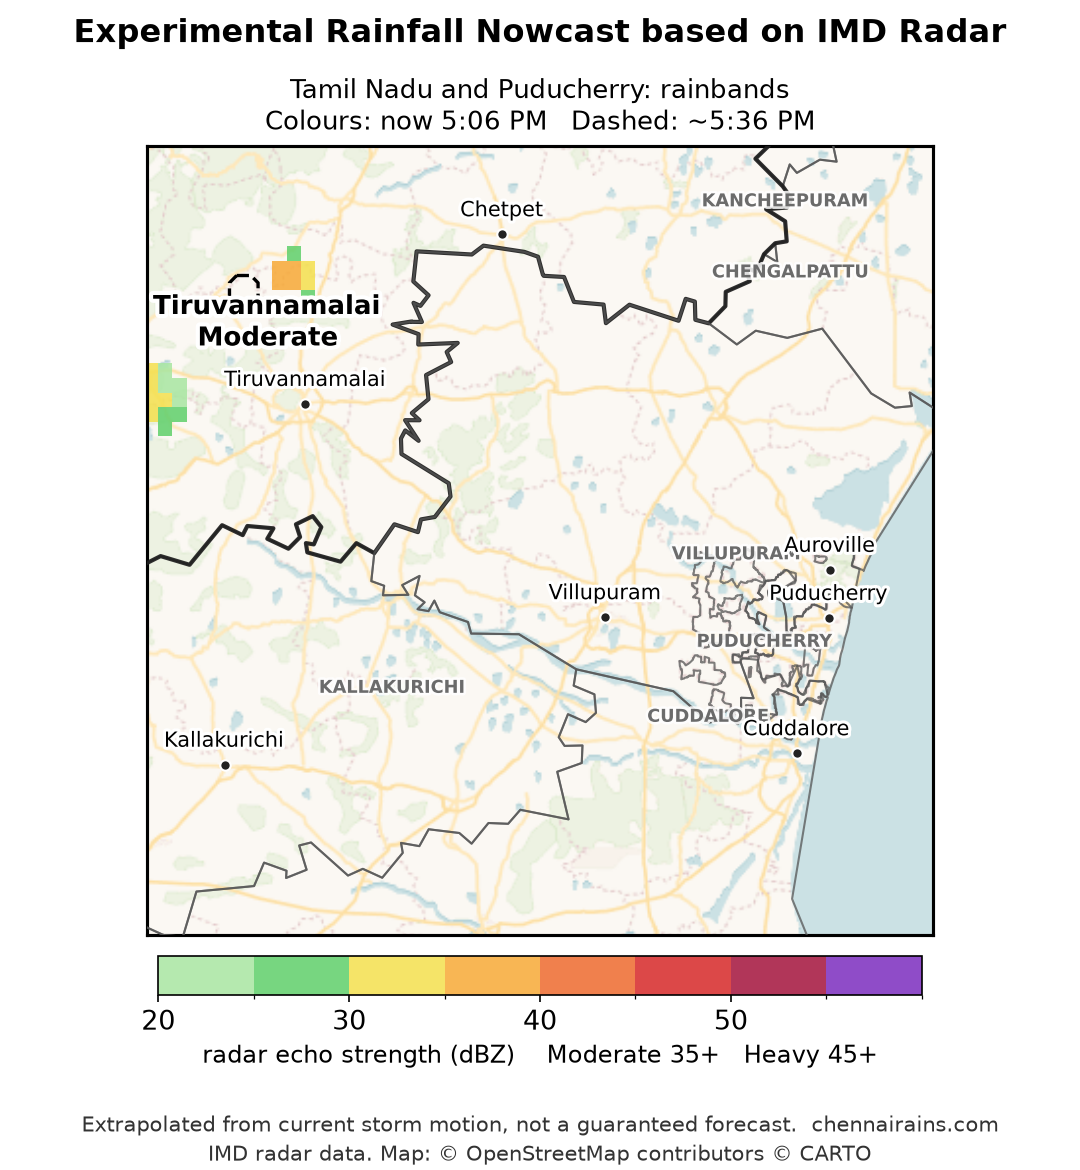 Experimental Rainfall Nowcast based on IMD Radar
Tamil Nadu and Puducherry: rainbands
Colours: now 5:06 PM   Dashed: ~5:36 PM
KANCHEEPURAM
Chetpet
CHENGALPATTU
Tiruvannamalai
Moderate
Tiruvannamalai
Auroville
VILLUPURAM
Villupuram
Puducherry
PUDUCHERRY
KALLAKURICHI
CUDDALORE
Cuddalore
Kallakurichi
20 30 40 50
radar echo strength (dBZ)   Moderate 35+   Heavy 45+
Extrapolated from current storm motion, not a guaranteed forecast.  chennairains.com
IMD radar data. Map: © OpenStreetMap contributors © CARTO